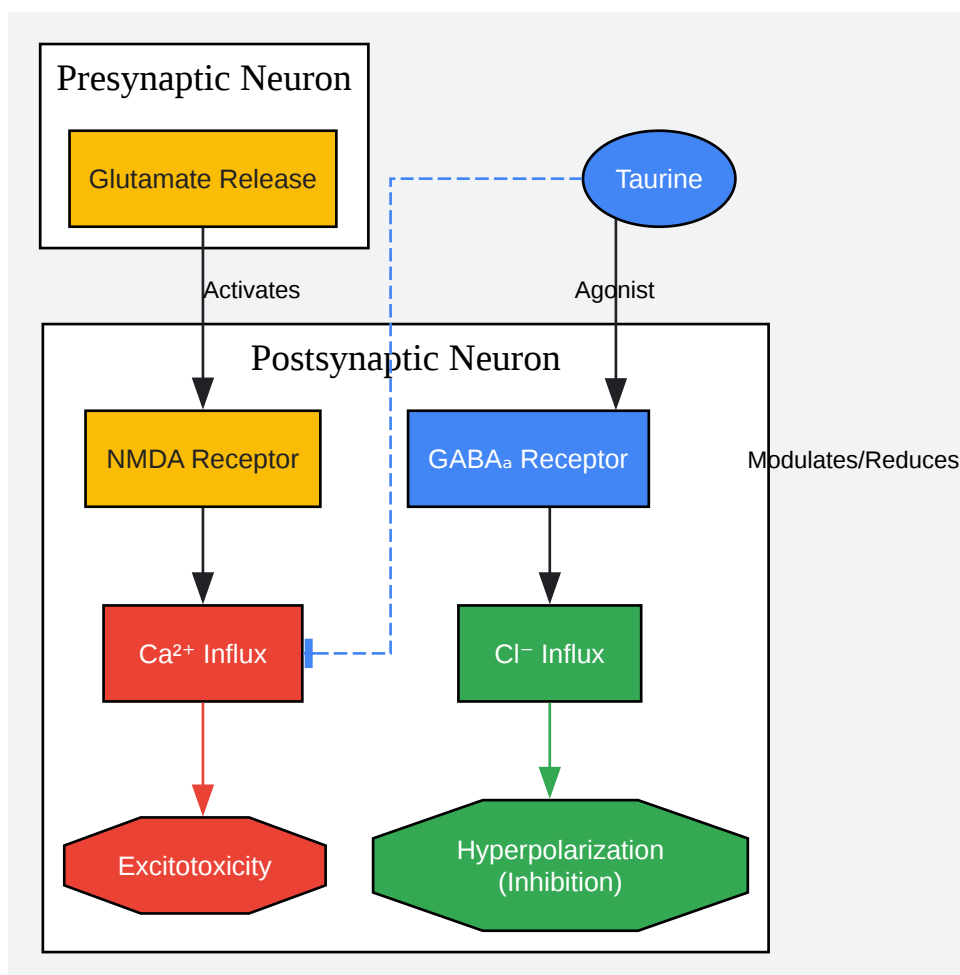 Presynaptic Neuron
Glutamate Release
Taurine
Activates
Agonist
Postsynaptic Neuron
NMDA Receptor
GABAₐ Receptor
Modulates/Reduces
Ca²⁺ Influx
Cl⁻ Influx
Excitotoxicity
Hyperpolarization
(Inhibition)